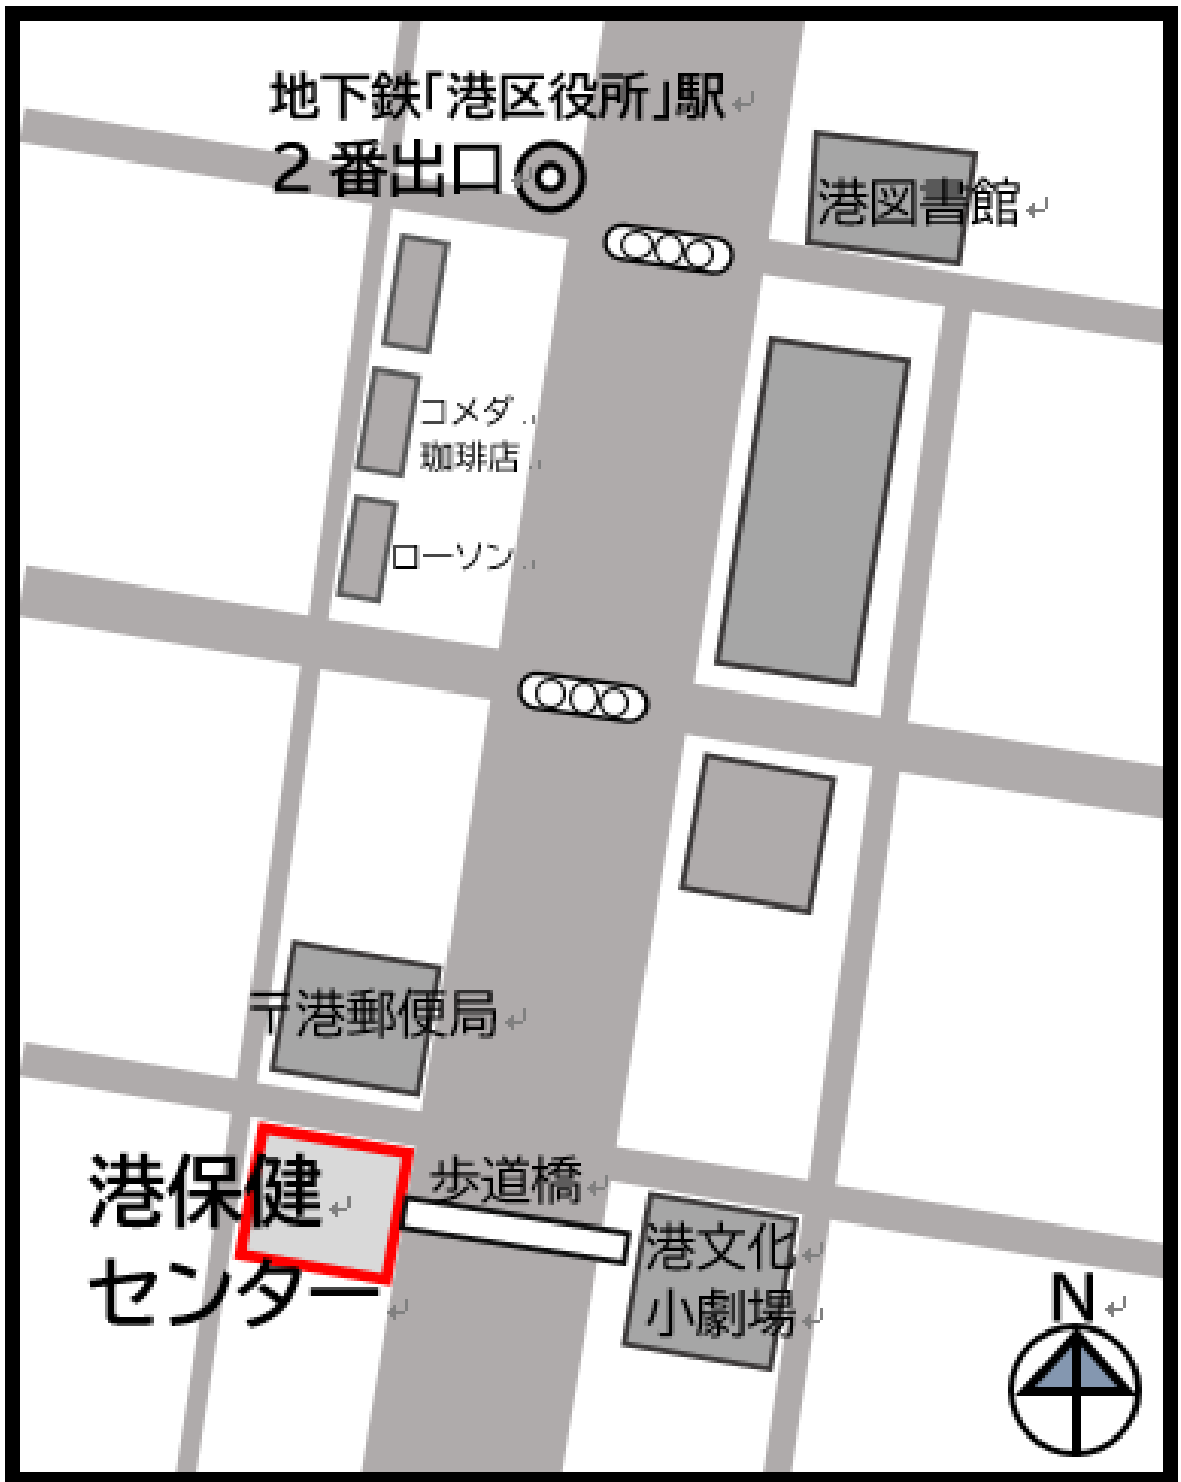 地下鉄「港区役所」駅
２番出口
港図書館
コメダ
珈琲店
ローソン
〒港郵便局
港保健
センター
歩道橋
港文化
小劇場
N